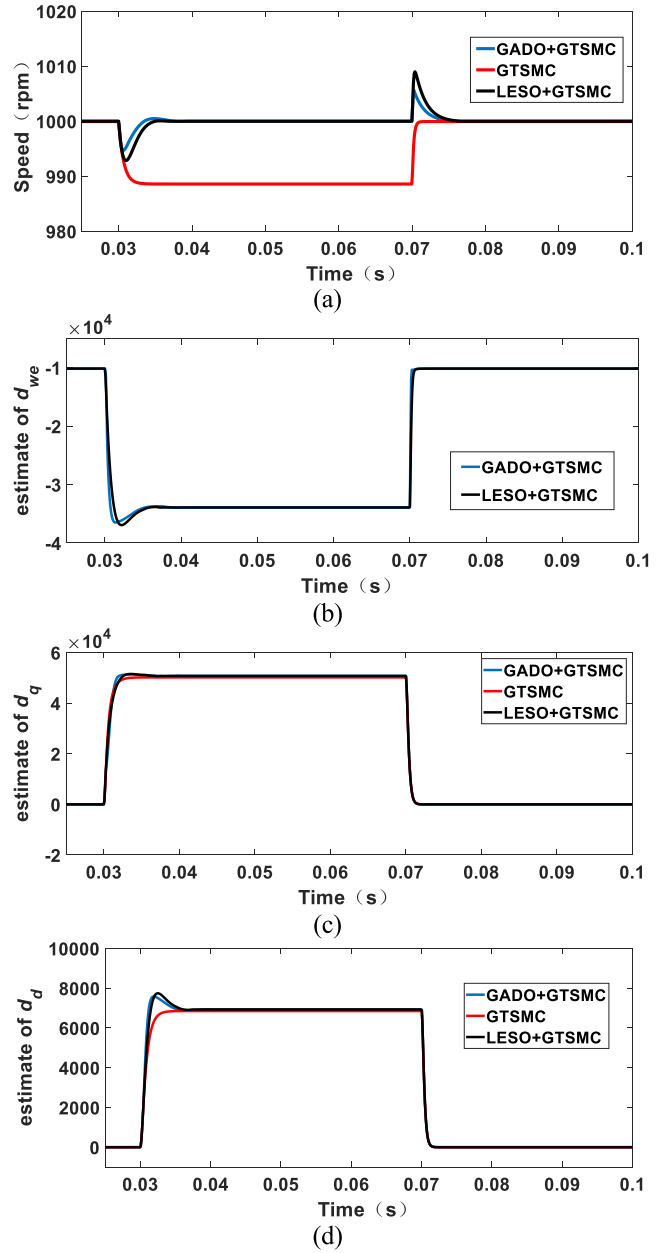 1020
1010
1000
990
980
Speed（rpm）
GADO+GTSMC
GTSMC
LESO+GTSMC
0.03 0.04 0.05 0.06 0.07 0.08 0.09 0.1
Time（s）
(a)
×10⁴
-1
-2
-3
-4
estimate of d_we
GADO+GTSMC
LESO+GTSMC
0.03 0.04 0.05 0.06 0.07 0.08 0.09 0.1
Time（s）
(b)
×10⁴
6
4
2
0
-2
estimate of d_q
GADO+GTSMC
GTSMC
LESO+GTSMC
0.03 0.04 0.05 0.06 0.07 0.08 0.09 0.1
Time（s）
(c)
10000
8000
6000
4000
2000
0
estimate of d_d
GADO+GTSMC
GTSMC
LESO+GTSMC
0.03 0.04 0.05 0.06 0.07 0.08 0.09 0.1
Time（s）
(d)